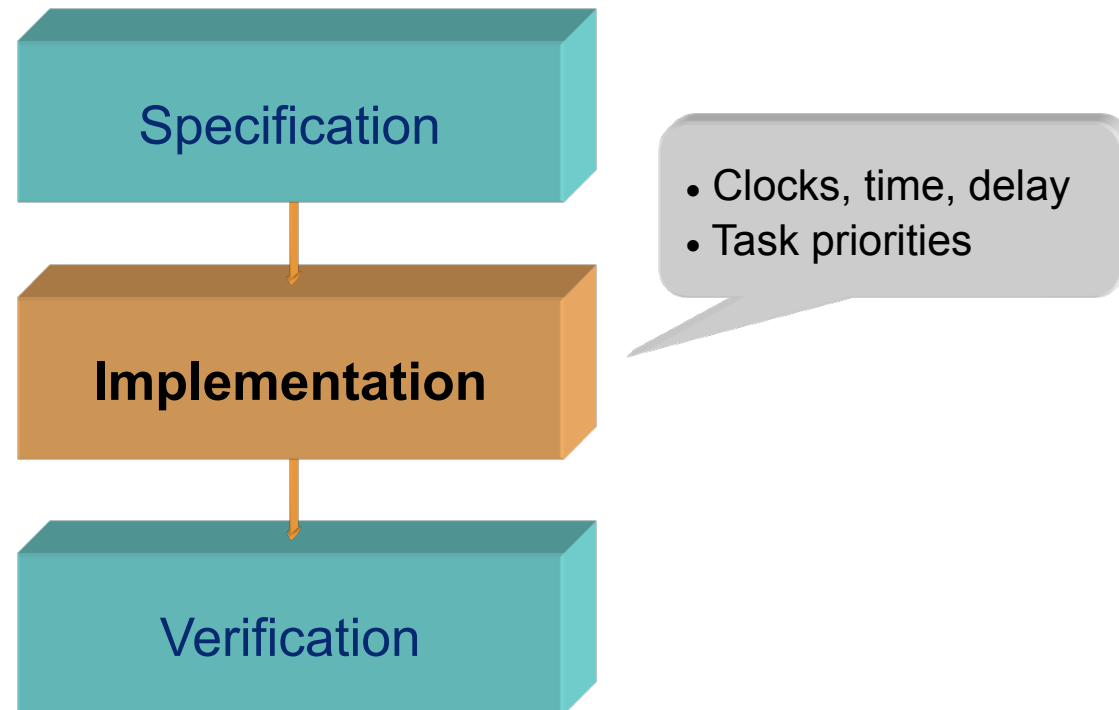 Specification
• Clocks, time, delay
• Task priorities
Implementation
Verification